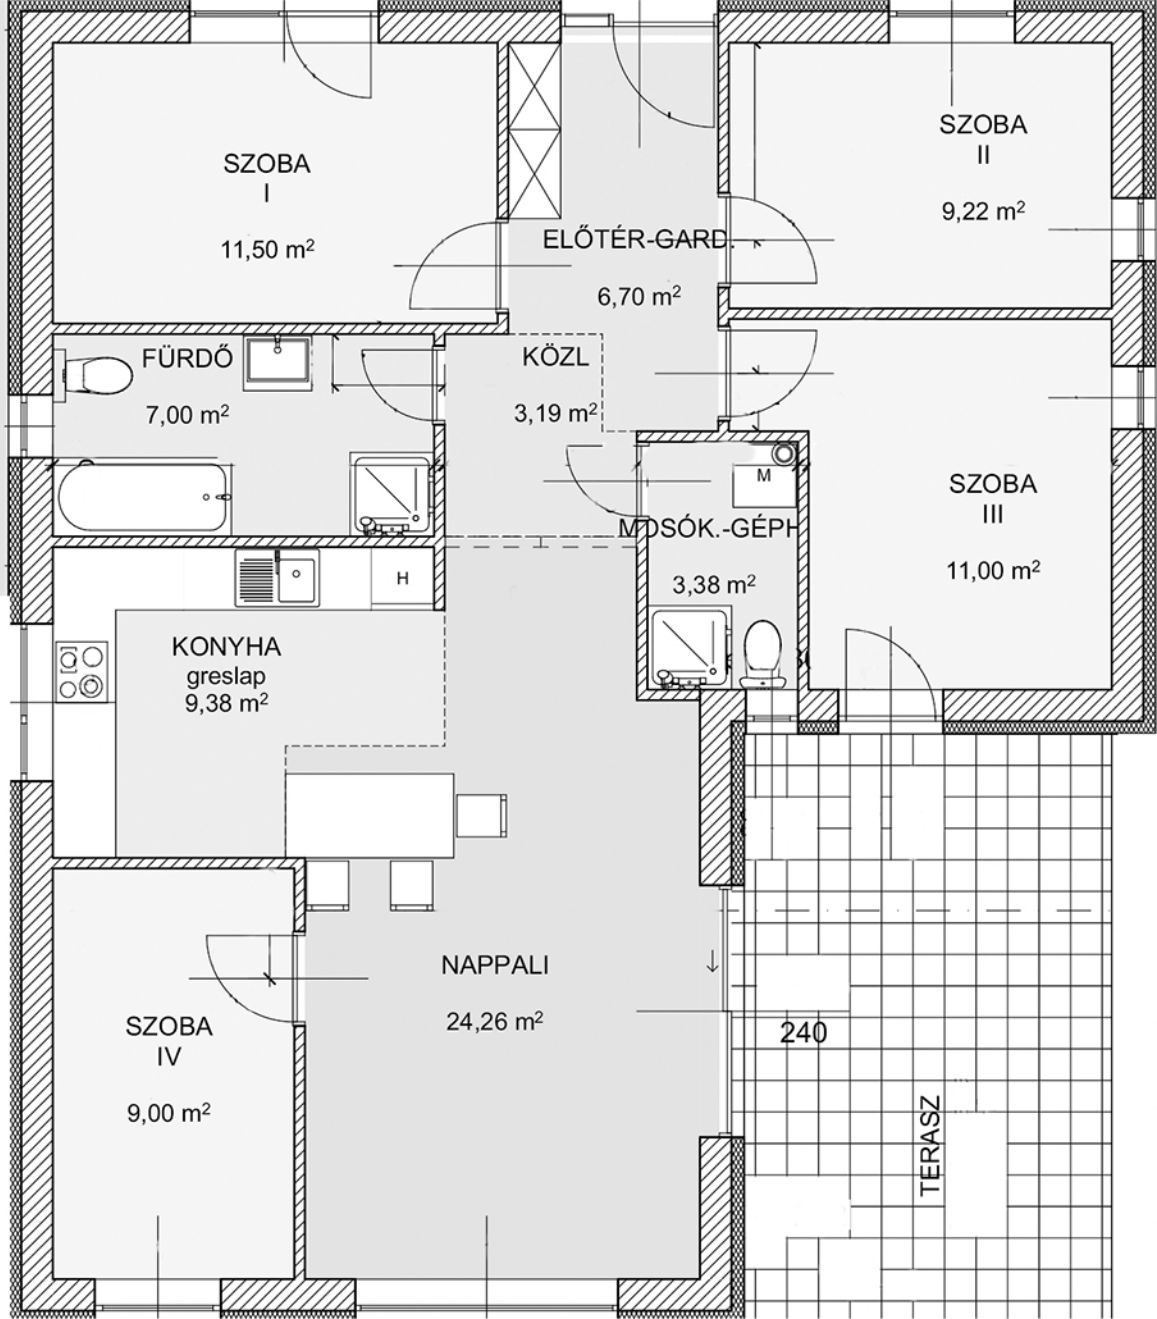 SZOBA
I
11,50 m²
SZOBA
II
9,22 m²
ELŐTÉR-GARD.
6,70 m²
FÜRDŐ
7,00 m²
KÖZL
3,19 m²
M
MOSÓK.-GÉPH
3,38 m²
SZOBA
III
11,00 m²
H
KONYHA
greslap
9,38 m²
NAPPALI
24,26 m²
SZOBA
IV
9,00 m²
240
TERASZ